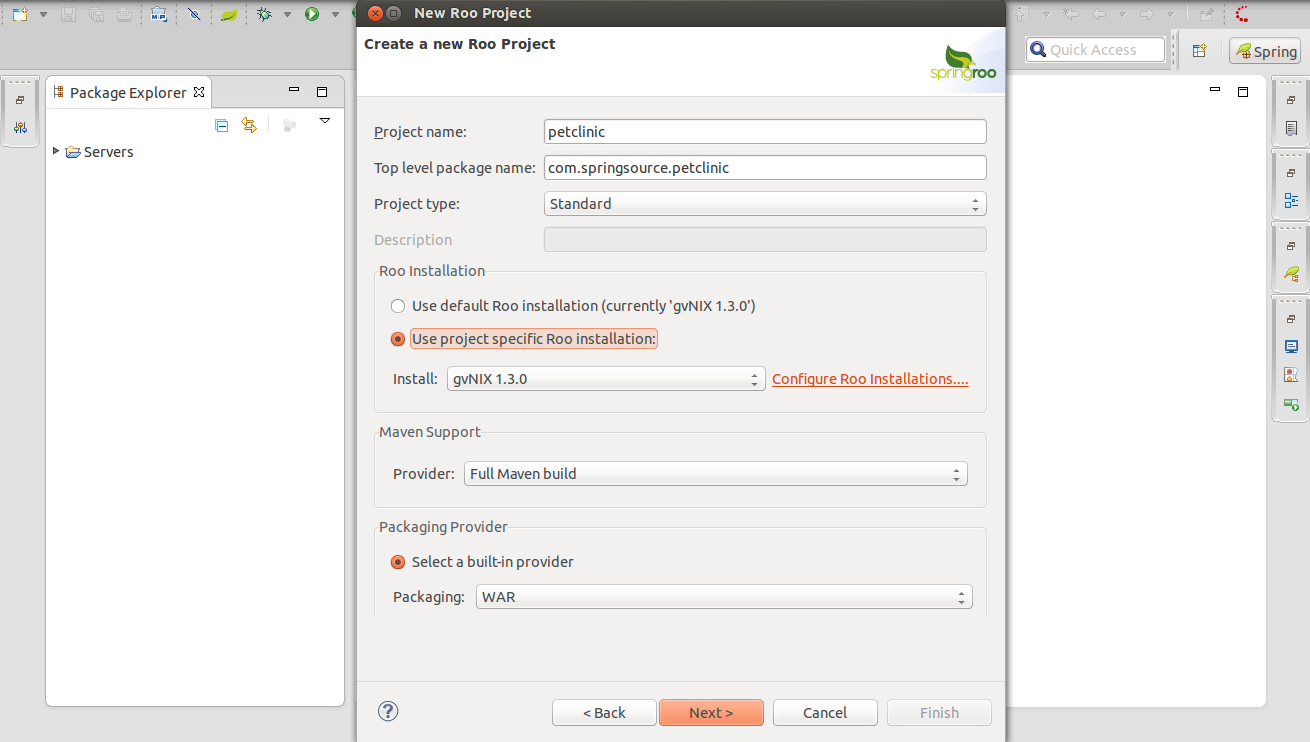 New Roo Project
Create a new Roo Project
springroo
Quick Access
Spring
Package Explorer
Servers
Project name: petclinic
Top level package name: com.springsource.petclinic
Project type: Standard
Description
Roo Installation
Use default Roo installation (currently 'gvNIX 1.3.0')
Use project specific Roo installation:
Install: gvNIX 1.3.0 Configure Roo Installations....
Maven Support
Provider: Full Maven build
Packaging Provider
Select a built-in provider
Packaging: WAR
? < Back Next > Cancel Finish